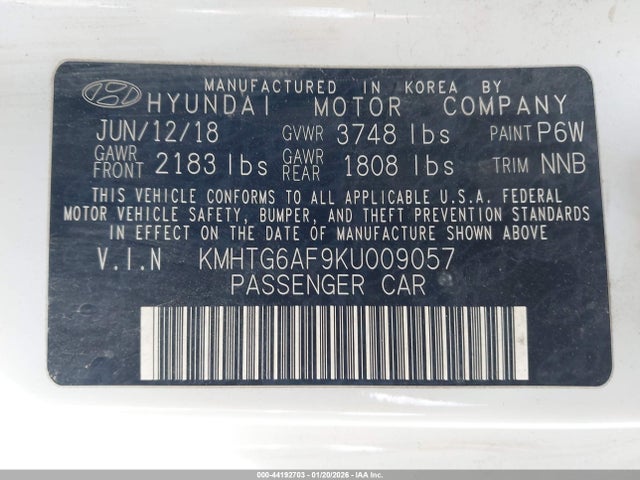 MANUFACTURED IN KOREA BY
HYUNDAI MOTOR COMPANY
JUN/12/18 GVWR 3748 lbs PAINT P6W
GAWR FRONT 2183 lbs GAWR REAR 1808 lbs TRIM NNB
THIS VEHICLE CONFORMS TO ALL APPLICABLE U.S.A. FEDERAL
MOTOR VEHICLE SAFETY, BUMPER, AND THEFT PREVENTION STANDARDS
IN EFFECT ON THE DATE OF MANUFACTURE SHOWN ABOVE.
V.I.N KMHTG6AF9KU009057
PASSENGER CAR
000-44192703 - 01/20/2026 - IAA Inc.